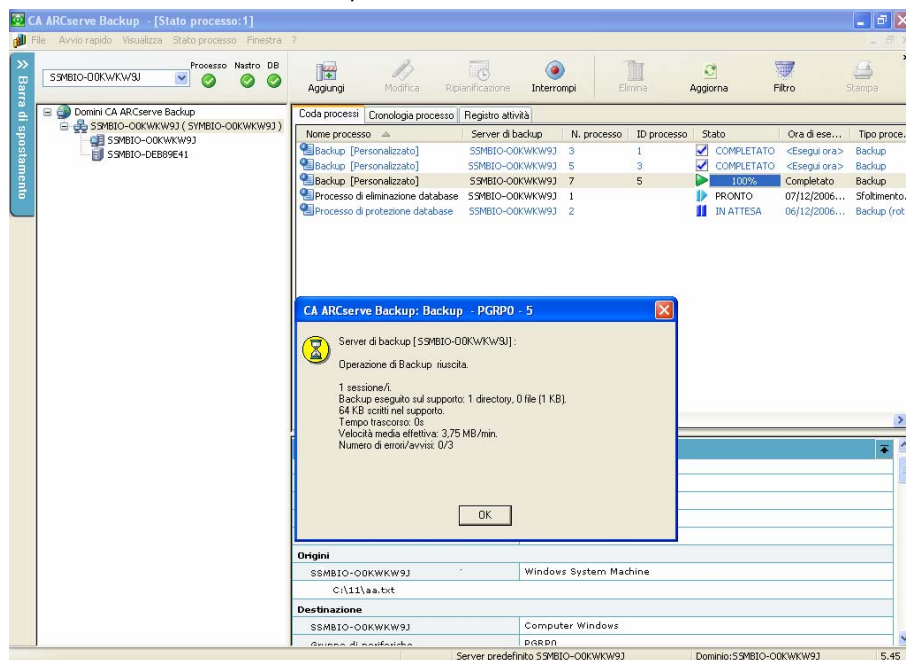 CA ARCserve Backup - [Stato processo:1]
File Avvio rapido Visualizza Stato processo Finestra ?
Barra di spostamento
SSMBIO-O0KWKW9J
Processo Nastro DB
Aggiungi Modifica Ripianificazione Interrompi Elimina Aggiorna Filtro Stampa
Domini CA ARCserve Backup
SSMBIO-O0KWKW9J ( SYMBIO-O0KWKW9J )
SSMBIO-O0KWKW9J
SSMBIO-DEB89E41
Coda processi Cronologia processo Registro attività
Nome processo Server di backup N. processo ID processo Stato Ora di ese... Tipo proce.
Backup [Personalizzato] SSMBIO-O0KWKW9J 3 1 COMPLETATO <Esegui ora> Backup
Backup [Personalizzato] SSMBIO-O0KWKW9J 5 3 COMPLETATO <Esegui ora> Backup
Backup [Personalizzato] SSMBIO-O0KWKW9J 7 5 100% Completato Backup
Processo di eliminazione database SSMBIO-O0KWKW9J 1 PRONTO 07/12/2006... Sfoltimento.
Processo di protezione database SSMBIO-O0KWKW9J 2 IN ATTESA 06/12/2006... Backup (rot
CA ARCserve Backup: Backup - PGRP0 - 5
Server di backup [SSMBIO-O0KWKW9J] :
Operazione di Backup riuscita.
1 sessione/i.
Backup eseguito sul supporto: 1 directory, 0 file (1 KB).
64 KB scritti nel supporto.
Tempo trascorso: 0s
Velocità media effettiva: 3,75 MB/min.
Numero di errori/avvisi: 0/3
OK
Origini
SSMBIO-O0KWKW9J Windows System Machine
C:\11\aa.txt
Destinazione
SSMBIO-O0KWKW9J Computer Windows
Gruppo di periferiche PGRP0
Server predefinito SSMBIO-O0KWKW9J Dominio:SSMBIO-O0KWKW9J 5.45